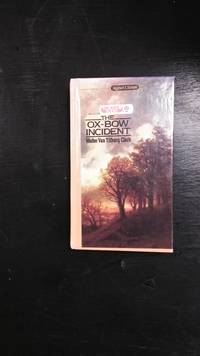 THE
OX-BOW
INCIDENT
Walter Van Tilburg Clark